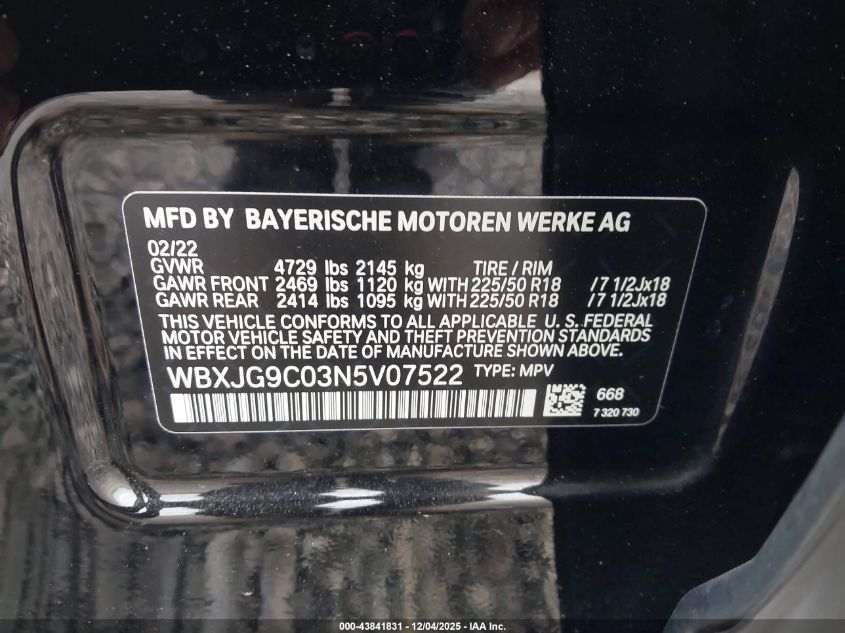 MFD BY BAYERISCHE MOTOREN WERKE AG
02/22
GVWR 4729 lbs 2145 kg TIRE / RIM
GAWR FRONT 2469 lbs 1120 kg WITH 225/50 R18 /7 1/2Jx18
GAWR REAR 2414 lbs 1095 kg WITH 225/50 R18 /7 1/2Jx18
THIS VEHICLE CONFORMS TO ALL APPLICABLE U. S. FEDERAL
MOTOR VEHICLE SAFETY AND THEFT PREVENTION STANDARDS
IN EFFECT ON THE DATE OF MANUFACTURE SHOWN ABOVE.
WBXJG9C03N5V07522 TYPE: MPV
668
7 320 730
000-43841831 - 12/04/2025 - IAA Inc.